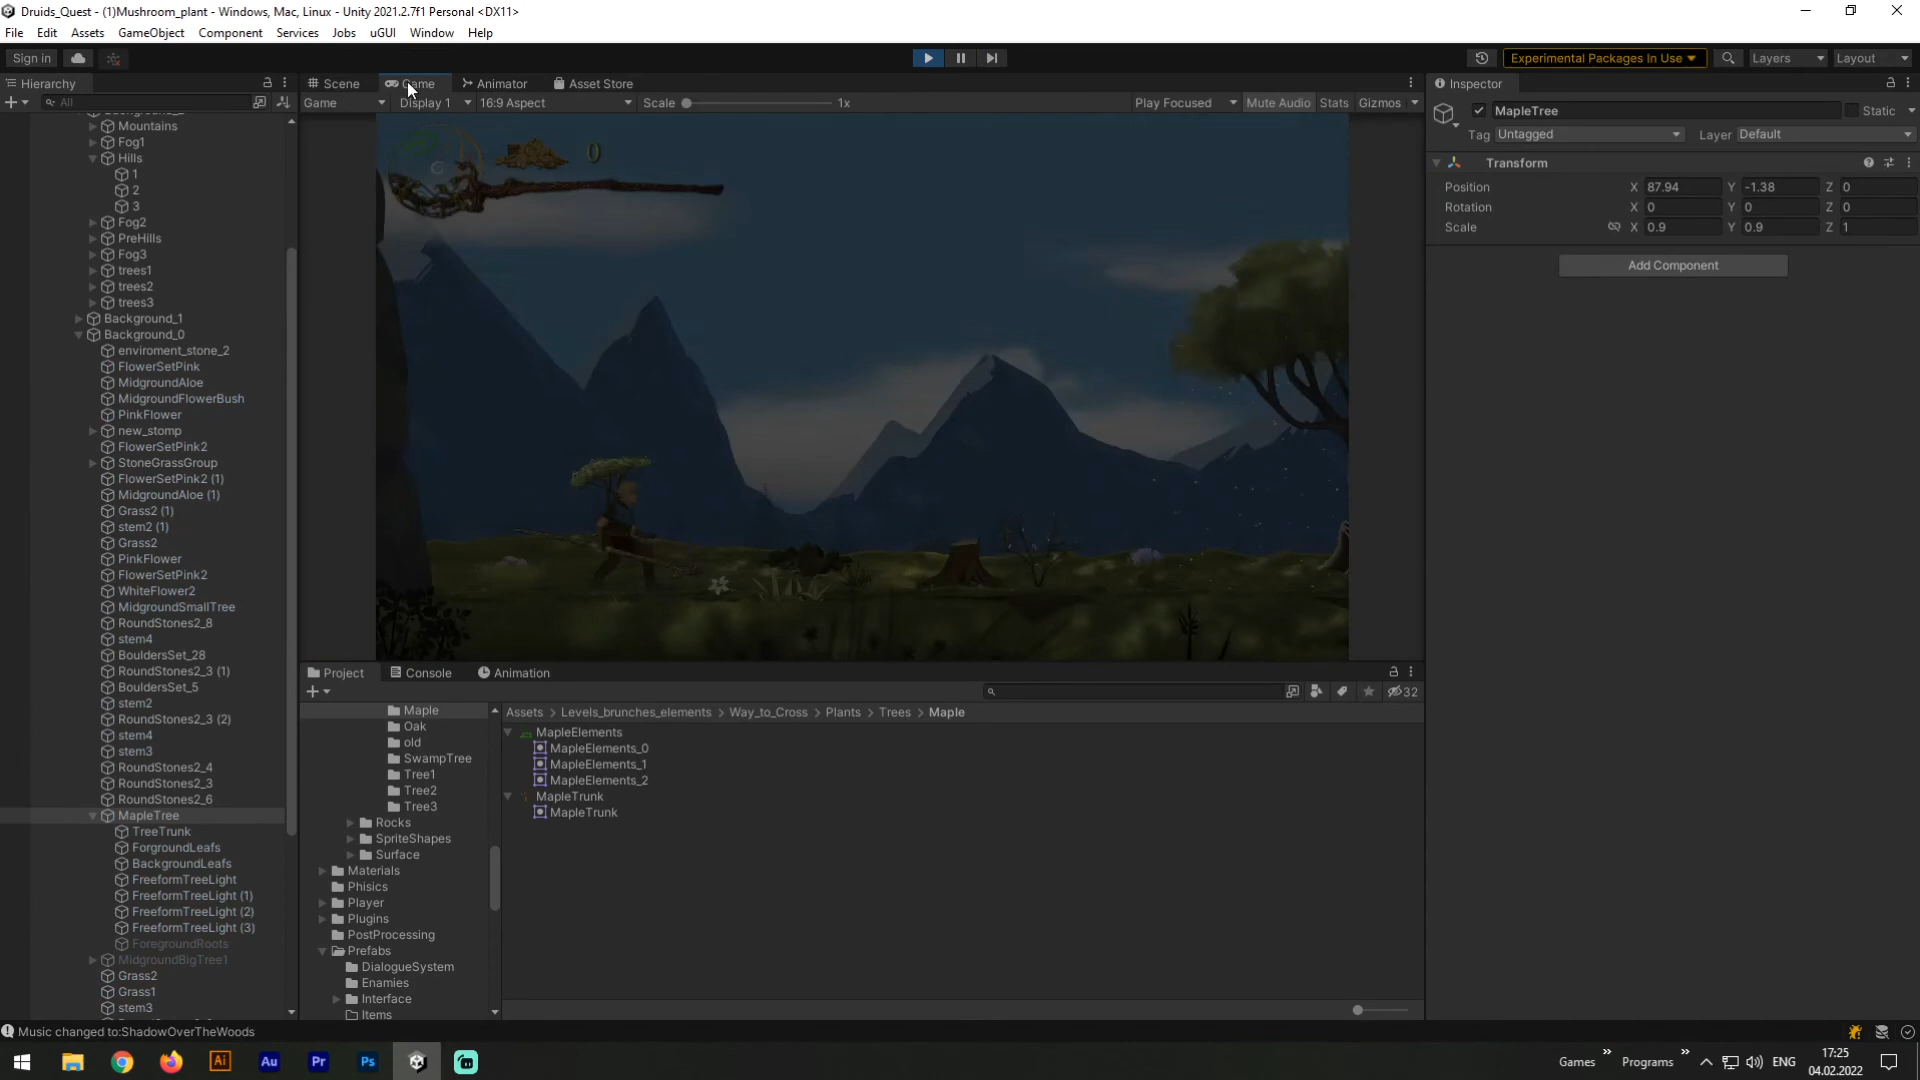 Druids_Quest - (1)Mushroom_plant - Windows, Mac, Linux - Unity 2021.2.7f1 Personal <DX11>
File Edit Assets GameObject Component Services Jobs uGUI Window Help
Sign in
Experimental Packages In Use
Layers
Layout
Hierarchy
All
Mountains
Fog1
Hills
1
2
3
Fog2
PreHills
Fog3
trees1
trees2
trees3
Background_1
Background_0
enviroment_stone_2
FlowerSetPink
MidgroundAloe
MidgroundFlowerBush
PinkFlower
new_stomp
FlowerSetPink2
StoneGrassGroup
FlowerSetPink2 (1)
MidgroundAloe (1)
Grass2 (1)
stem2 (1)
Grass2
PinkFlower
FlowerSetPink2
WhiteFlower2
MidgroundSmallTree
RoundStones2_8
stem4
BouldersSet_28
RoundStones2_3 (1)
BouldersSet_5
stem2
RoundStones2_3 (2)
stem4
stem3
RoundStones2_4
RoundStones2_3
RoundStones2_6
MapleTree
TreeTrunk
ForgroundLeafs
BackgroundLeafs
FreeformTreeLight
FreeformTreeLight (1)
FreeformTreeLight (2)
FreeformTreeLight (3)
ForegroundRoots
MidgroundBigTree1
Grass2
Grass1
stem3
Scene Game Animator Asset Store
Game Display 1 16:9 Aspect Scale 1x Play Focused Mute Audio Stats Gizmos
0
Project Console Animation
32
Maple
Oak
old
SwampTree
Tree1
Tree2
Tree3
Rocks
SpriteShapes
Surface
Materials
Phisics
Player
Plugins
PostProcessing
Prefabs
DialogueSystem
Enamies
Interface
Items
Assets > Levels_brunches_elements > Way_to_Cross > Plants > Trees > Maple
MapleElements
MapleElements_0
MapleElements_1
MapleElements_2
MapleTrunk
MapleTrunk
Inspector
MapleTree Static
Tag Untagged Layer Default
Transform
Position X 87.94 Y -1.38 Z 0
Rotation X 0 Y 0 Z 0
Scale X 0.9 Y 0.9 Z 1
Add Component
Music changed to:ShadowOverTheWoods
Ai Au Pr Ps
Games » Programs » ENG
17:25
04.02.2022